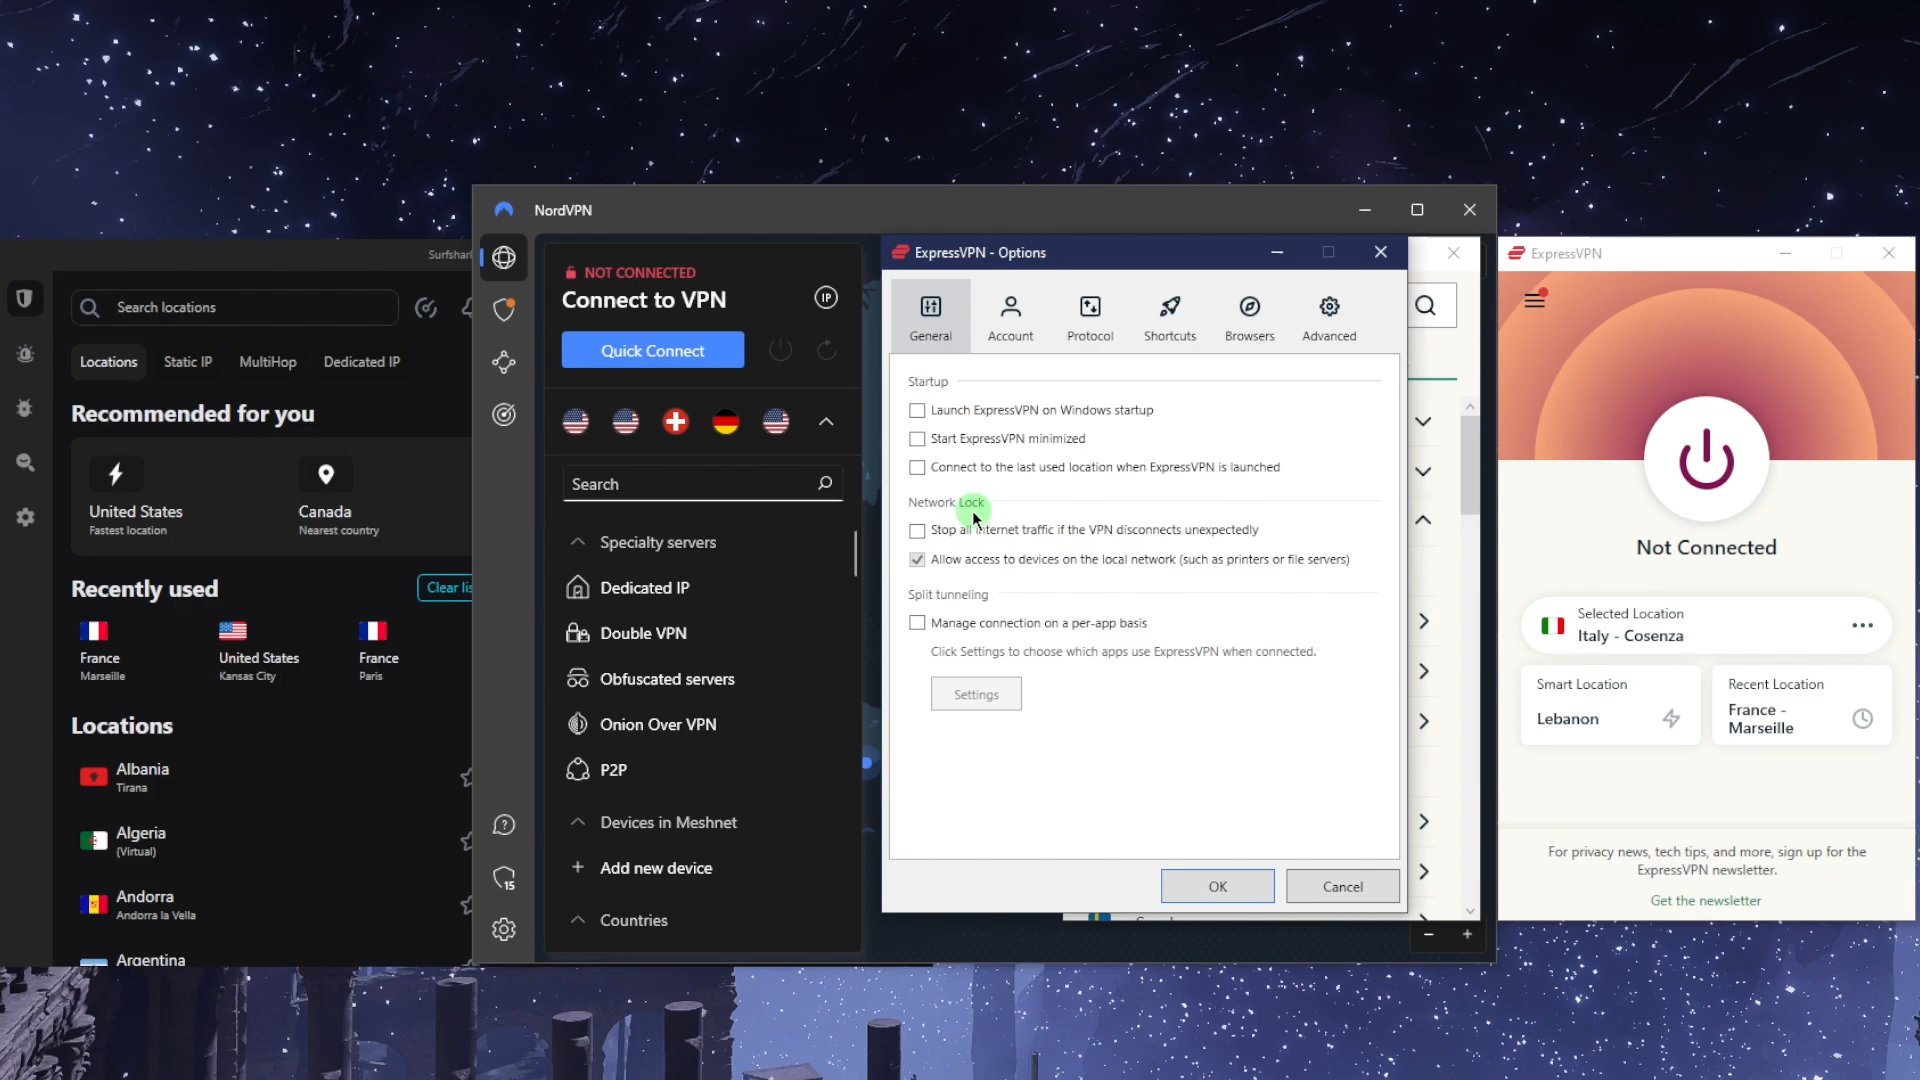 Surfshark
Search locations
Locations
Static IP
MultiHop
Dedicated IP
Recommended for you
United States
Fastest location
Canada
Nearest country
Recently used
Clear lis
France
Marseille
United States
Kansas City
France
Paris
Locations
Albania
Tirana
Algeria
(Virtual)
Andorra
Andorra la Vella
Argentina
NordVPN
NOT CONNECTED
Connect to VPN
IP
Quick Connect
Search
Specialty servers
Dedicated IP
Double VPN
Obfuscated servers
Onion Over VPN
P2P
Devices in Meshnet
Add new device
Countries
15
ExpressVPN - Options
General
Account
Protocol
Shortcuts
Browsers
Advanced
Startup
Launch ExpressVPN on Windows startup
Start ExpressVPN minimized
Connect to the last used location when ExpressVPN is launched
Network Lock
Stop all internet traffic if the VPN disconnects unexpectedly
Allow access to devices on the local network (such as printers or file servers)
Split tunneling
Manage connection on a per-app basis
Click Settings to choose which apps use ExpressVPN when connected.
Settings
OK
Cancel
ExpressVPN
Not Connected
Selected Location
Italy - Cosenza
Smart Location
Lebanon
Recent Location
France -
Marseille
For privacy news, tech tips, and more, sign up for the
ExpressVPN newsletter.
Get the newsletter